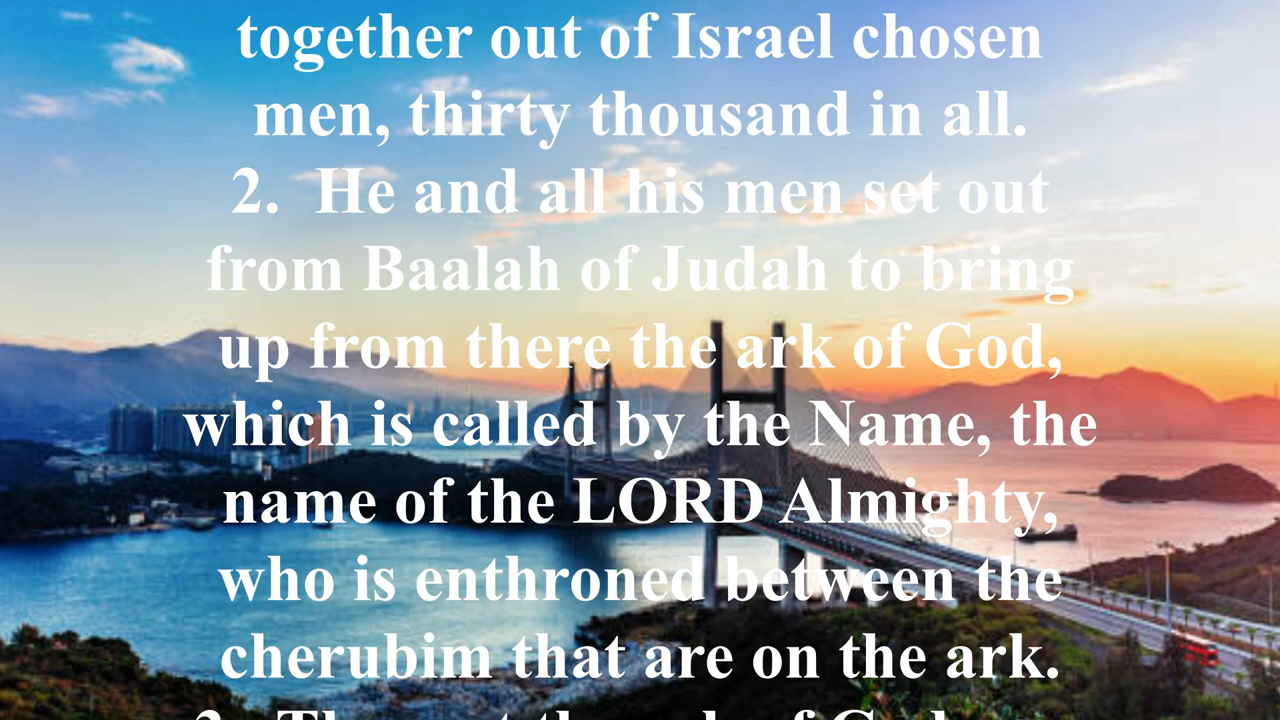 together out of Israel chosen
men, thirty thousand in all.
2.  He and all his men set out
from Baalah of Judah to bring
up from there the ark of God,
which is called by the Name, the
name of the LORD Almighty,
who is enthroned between the
cherubim that are on the ark.